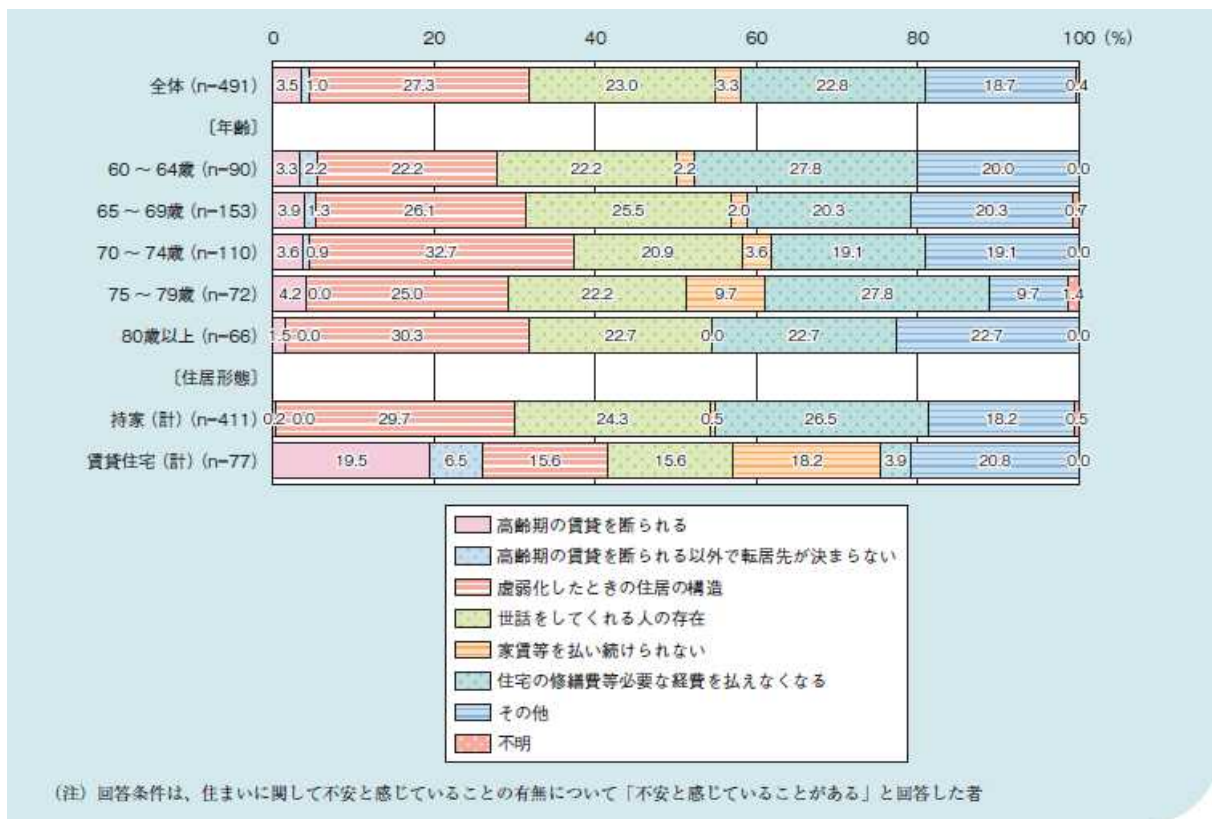 0 20 40 60 80 100 (%)
全体 (n=491) 3.5 1.0 27.3 23.0 3.3 22.8 18.7 0.4
〔年齢〕
60～64歳 (n=90) 3.3 2.2 22.2 22.2 2.2 27.8 20.0 0.0
65～69歳 (n=153) 3.9 1.3 26.1 25.5 2.0 20.3 20.3 0.7
70～74歳 (n=110) 3.6 0.9 32.7 20.9 3.6 19.1 19.1 0.0
75～79歳 (n=72) 4.2 0.0 25.0 22.2 9.7 27.8 9.7 1.4
80歳以上 (n=66) 1.5 0.0 30.3 22.7 0.0 22.7 22.7 0.0
〔住居形態〕
持家 (計) (n=411) 0.2 0.0 29.7 24.3 0.5 26.5 18.2 0.5
賃貸住宅 (計) (n=77) 19.5 6.5 15.6 15.6 18.2 3.9 20.8 0.0
高齢期の賃貸を断られる
高齢期の賃貸を断られる以外で転居先が決まらない
虚弱化したときの住居の構造
世話をしてくれる人の存在
家賃等を払い続けられない
住宅の修繕費等必要な経費を払えなくなる
その他
不明
（注）回答条件は、住まいに関して不安と感じていることの有無について「不安と感じていることがある」と回答した者